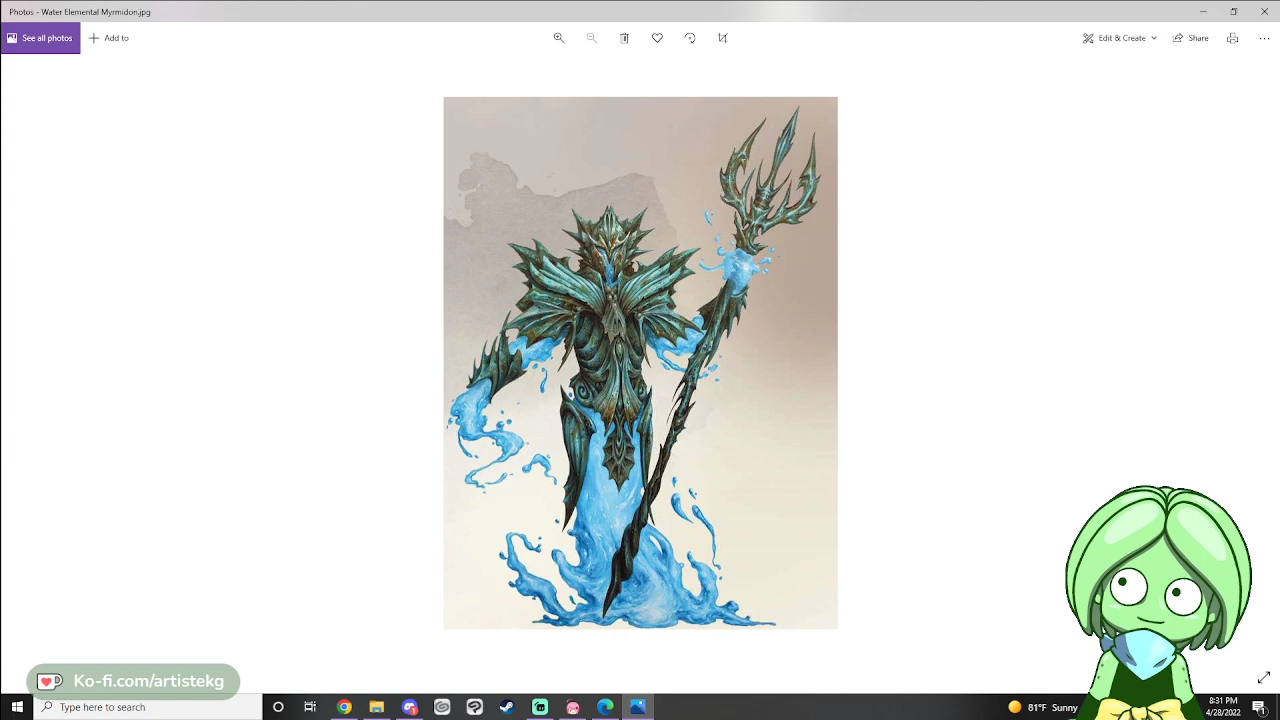 Photos - Water Elemental Myrmidon.jpg
See all photos
Add to
Edit & Create
Share
Ko-fi.com/artistekg
Type here to search
81°F Sunny
8:31 PM
4/28/2022